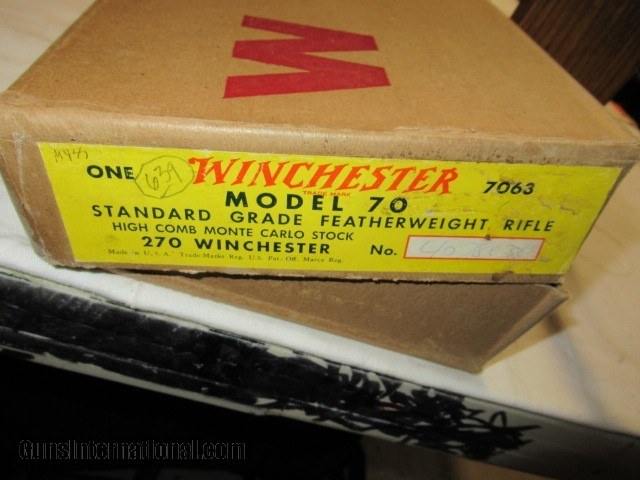 W
ONE 639 WINCHESTER 7063
TRADE MARK
MODEL 70
STANDARD GRADE FEATHERWEIGHT RIFLE
HIGH COMB MONTE CARLO STOCK
270 WINCHESTER No.
Made in U.S.A. Trade-Marks Reg. U.S. Pat. Off. Marca Reg.
GunsInternational.com